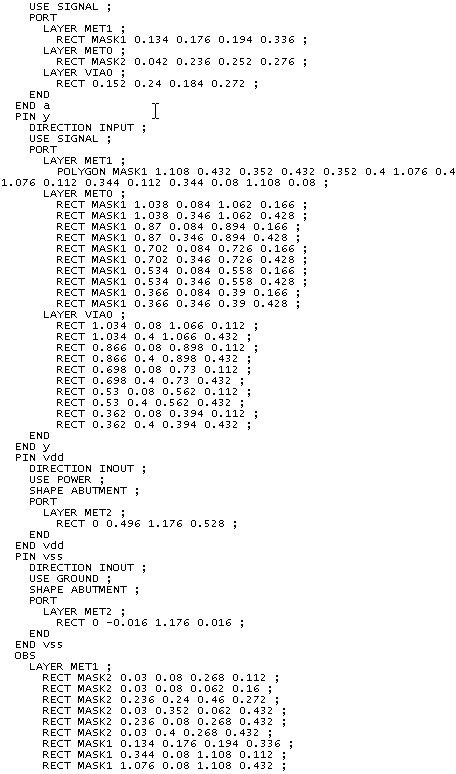 USE SIGNAL ;
PORT
LAYER MET1 ;
RECT MASK1 0.134 0.176 0.194 0.336 ;
LAYER MET0 ;
RECT MASK2 0.042 0.236 0.252 0.276 ;
LAYER VIA0 ;
RECT 0.152 0.24 0.184 0.272 ;
END
END a
PIN y
DIRECTION INPUT ;
USE SIGNAL ;
PORT
LAYER MET1 ;
POLYGON MASK1 1.108 0.432 0.352 0.432 0.352 0.4 1.076 0.4
1.076 0.112 0.344 0.112 0.344 0.08 1.108 0.08 ;
LAYER MET0 ;
RECT MASK1 1.038 0.084 1.062 0.166 ;
RECT MASK1 1.038 0.346 1.062 0.428 ;
RECT MASK1 0.87 0.084 0.894 0.166 ;
RECT MASK1 0.87 0.346 0.894 0.428 ;
RECT MASK1 0.702 0.084 0.726 0.166 ;
RECT MASK1 0.702 0.346 0.726 0.428 ;
RECT MASK1 0.534 0.084 0.558 0.166 ;
RECT MASK1 0.534 0.346 0.558 0.428 ;
RECT MASK1 0.366 0.084 0.39 0.166 ;
RECT MASK1 0.366 0.346 0.39 0.428 ;
LAYER VIA0 ;
RECT 1.034 0.08 1.066 0.112 ;
RECT 1.034 0.4 1.066 0.432 ;
RECT 0.866 0.08 0.898 0.112 ;
RECT 0.866 0.4 0.898 0.432 ;
RECT 0.698 0.08 0.73 0.112 ;
RECT 0.698 0.4 0.73 0.432 ;
RECT 0.53 0.08 0.562 0.112 ;
RECT 0.53 0.4 0.562 0.432 ;
RECT 0.362 0.08 0.394 0.112 ;
RECT 0.362 0.4 0.394 0.432 ;
END
END y
PIN vdd
DIRECTION INOUT ;
USE POWER ;
SHAPE ABUTMENT ;
PORT
LAYER MET2 ;
RECT 0 0.496 1.176 0.528 ;
END
END vdd
PIN vss
DIRECTION INOUT ;
USE GROUND ;
SHAPE ABUTMENT ;
PORT
LAYER MET2 ;
RECT 0 -0.016 1.176 0.016 ;
END
END vss
OBS
LAYER MET1 ;
RECT MASK2 0.03 0.08 0.268 0.112 ;
RECT MASK2 0.03 0.08 0.062 0.16 ;
RECT MASK2 0.236 0.24 0.46 0.272 ;
RECT MASK2 0.03 0.352 0.062 0.432 ;
RECT MASK2 0.236 0.08 0.268 0.432 ;
RECT MASK2 0.03 0.4 0.268 0.432 ;
RECT MASK1 0.134 0.176 0.194 0.336 ;
RECT MASK1 0.344 0.08 1.108 0.112 ;
RECT MASK1 1.076 0.08 1.108 0.432 ;